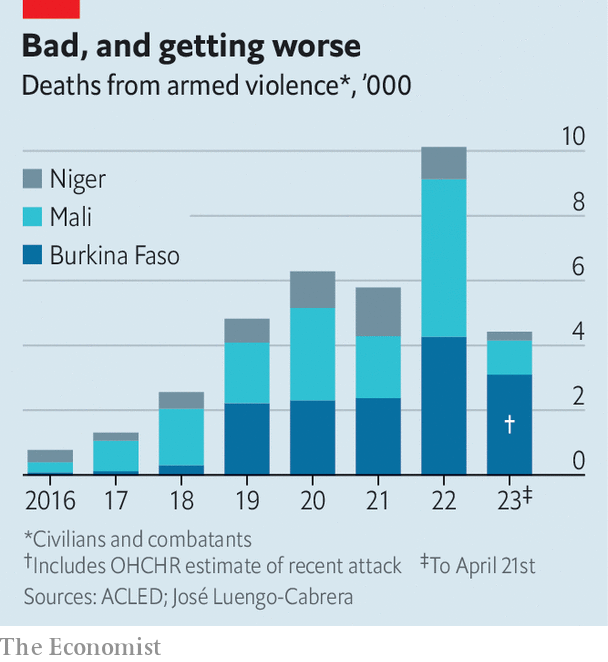 Bad, and getting worse
Deaths from armed violence*, ’000
10
Niger
8
Mali
Burkina Faso
6
4
2
†
0
2016 17 18 19 20 21 22 23‡
*Civilians and combatants
†Includes OHCHR estimate of recent attack ‡To April 21st
Sources: ACLED; José Luengo-Cabrera
The Economist